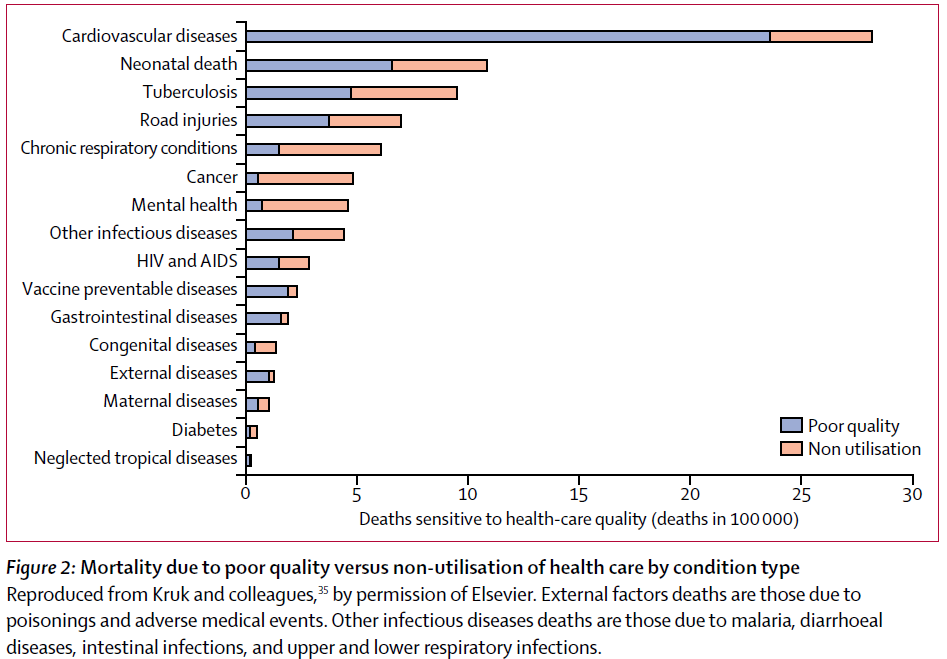 Cardiovascular diseases
Neonatal death
Tuberculosis
Road injuries
Chronic respiratory conditions
Cancer
Mental health
Other infectious diseases
HIV and AIDS
Vaccine preventable diseases
Gastrointestinal diseases
Congenital diseases
External diseases
Maternal diseases
Diabetes
Neglected tropical diseases
Poor quality
Non utilisation
0 5 10 15 20 25 30
Deaths sensitive to health-care quality (deaths in 100 000)
Figure 2: Mortality due to poor quality versus non-utilisation of health care by condition type
Reproduced from Kruk and colleagues,³⁵ by permission of Elsevier. External factors deaths are those due to
poisonings and adverse medical events. Other infectious diseases deaths are those due to malaria, diarrhoeal
diseases, intestinal infections, and upper and lower respiratory infections.